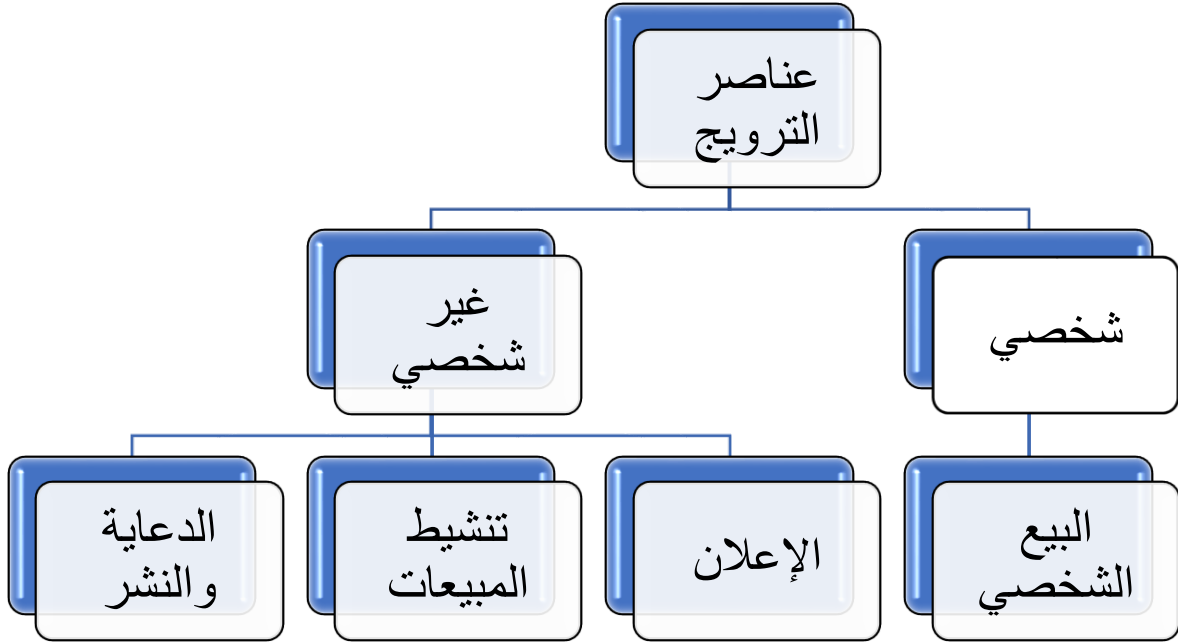 عناصر
الترويج
شخصي
غير
شخصي
البيع
الشخصي
الإعلان
تنشيط
المبيعات
الدعاية
والنشر